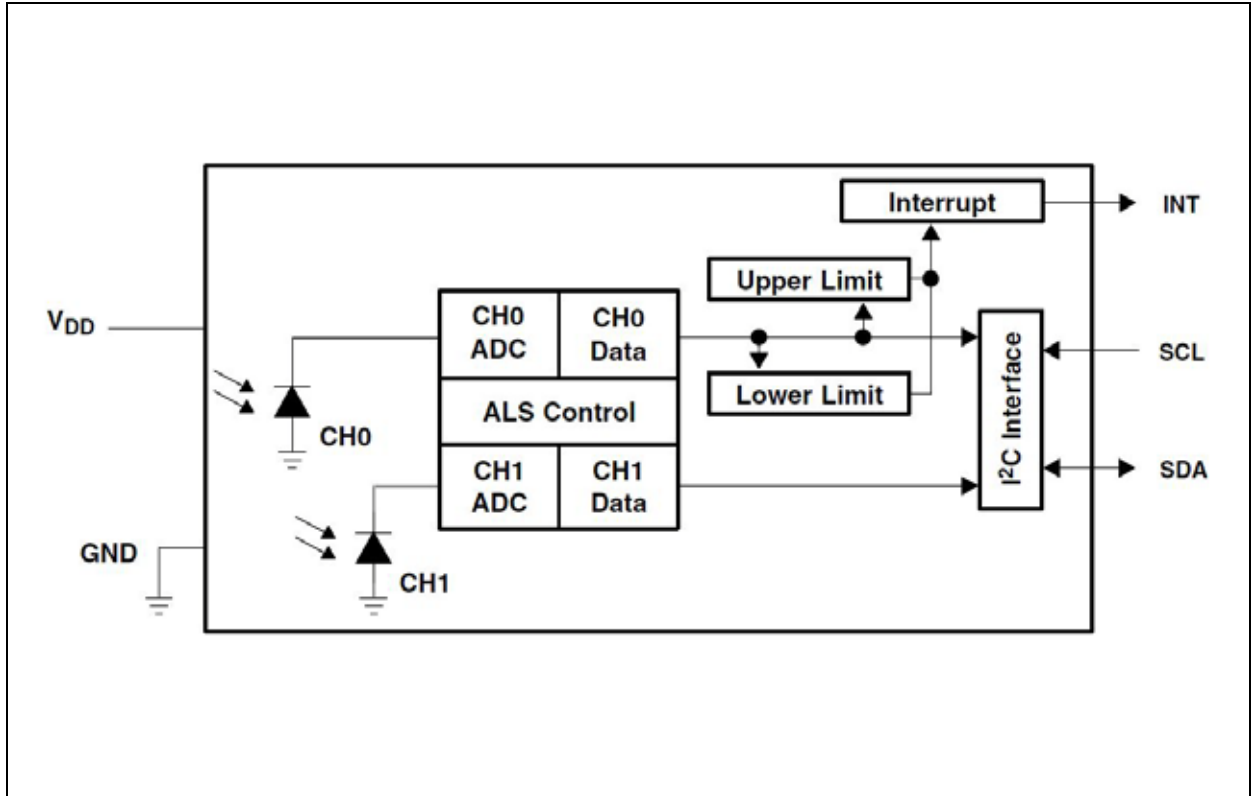 Interrupt
INT
Upper Limit
V_DD
CH0
ADC
CH0
Data
Lower Limit
ALS Control
CH0
I²C Interface
SCL
CH1
ADC
CH1
Data
SDA
GND
CH1